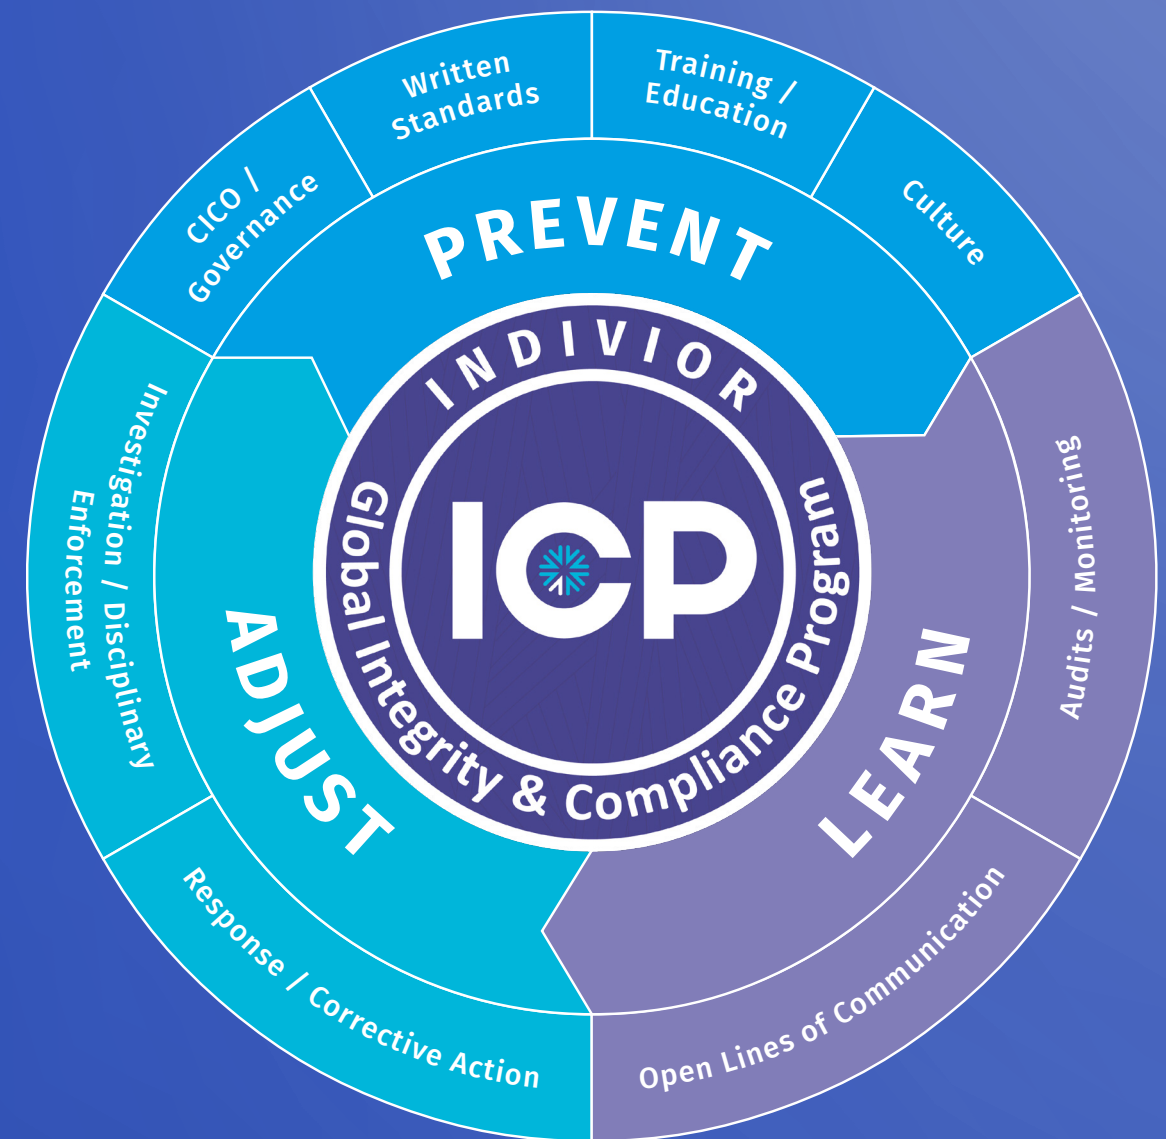 Written
Standards
Training /
Education
CICO /
Governance
Culture
PREVENT
INDIVIOR
ICP
Global Integrity & Compliance Program
Audits / Monitoring
LEARN
Open Lines of Communication
ADJUST
Investigation / Disciplinary
Enforcement
Response / Corrective Action